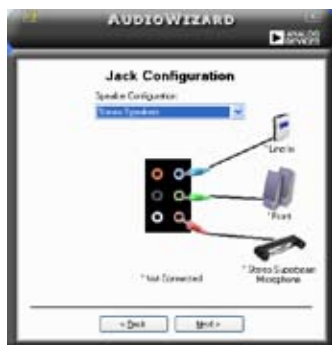 AUDIOWIZARD
ANALOG
DEVICES
Jack Configuration
Speaker Configuration:
Stereo Speakers
* Line In
* Front
* Stereo Superbeam
Microphone
* Not Connected
< Back
Next >